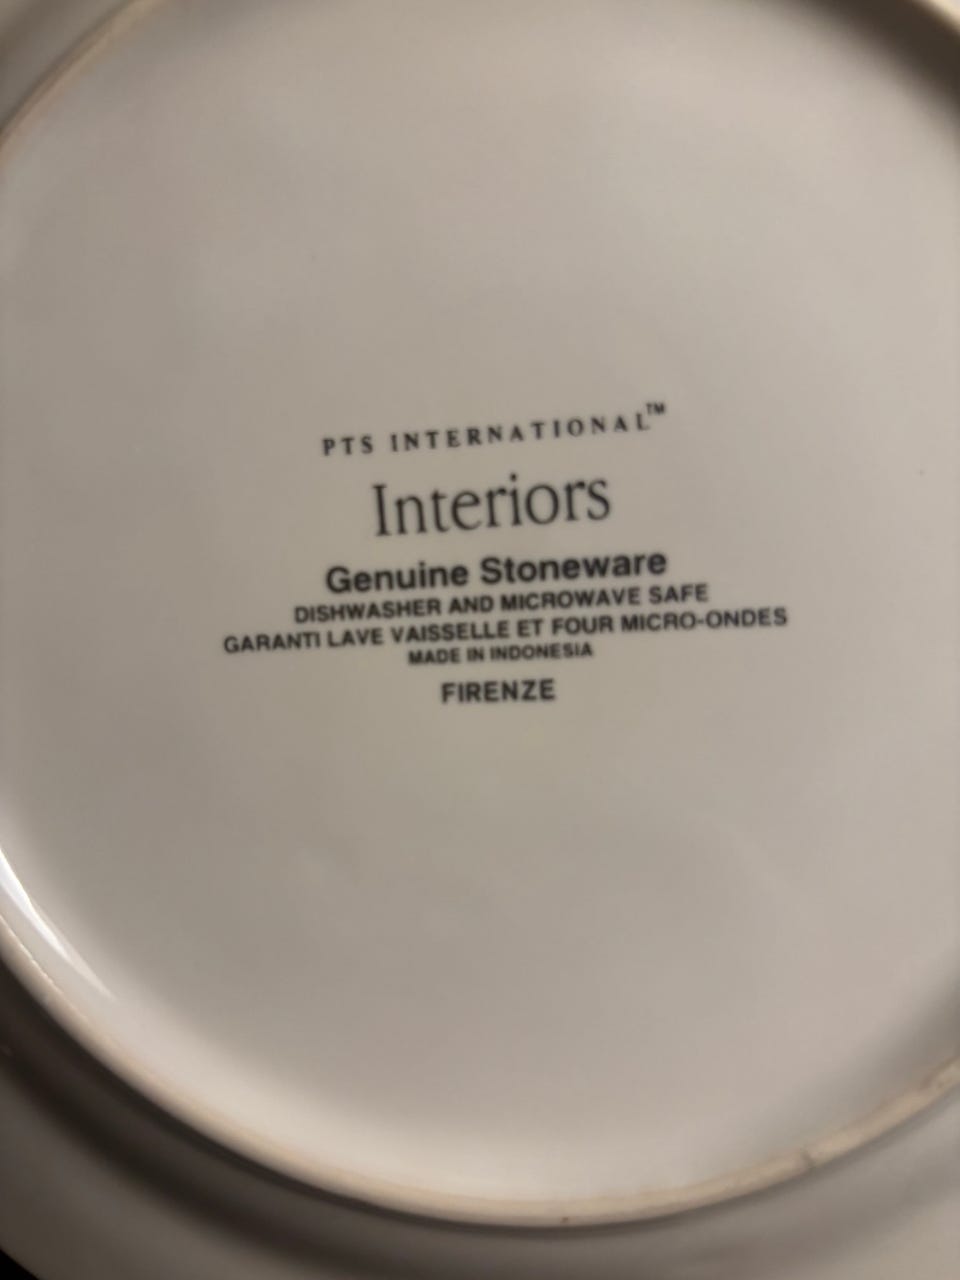 PTS INTERNATIONAL™
Interiors
Genuine Stoneware
DISHWASHER AND MICROWAVE SAFE
GARANTI LAVE VAISSELLE ET FOUR MICRO-ONDES
MADE IN INDONESIA
FIRENZE